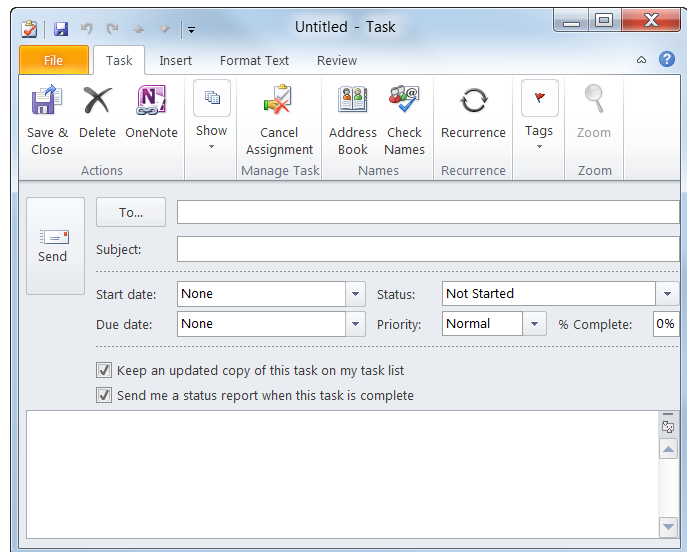 Untitled - Task
File Task Insert Format Text Review
Save & Close Delete OneNote Show Cancel Assignment Address Book Check Names Recurrence Tags Zoom
Actions Manage Task Names Recurrence Zoom
To...
Send
Subject:
Start date: None Status: Not Started
Due date: None Priority: Normal % Complete: 0%
Keep an updated copy of this task on my task list
Send me a status report when this task is complete